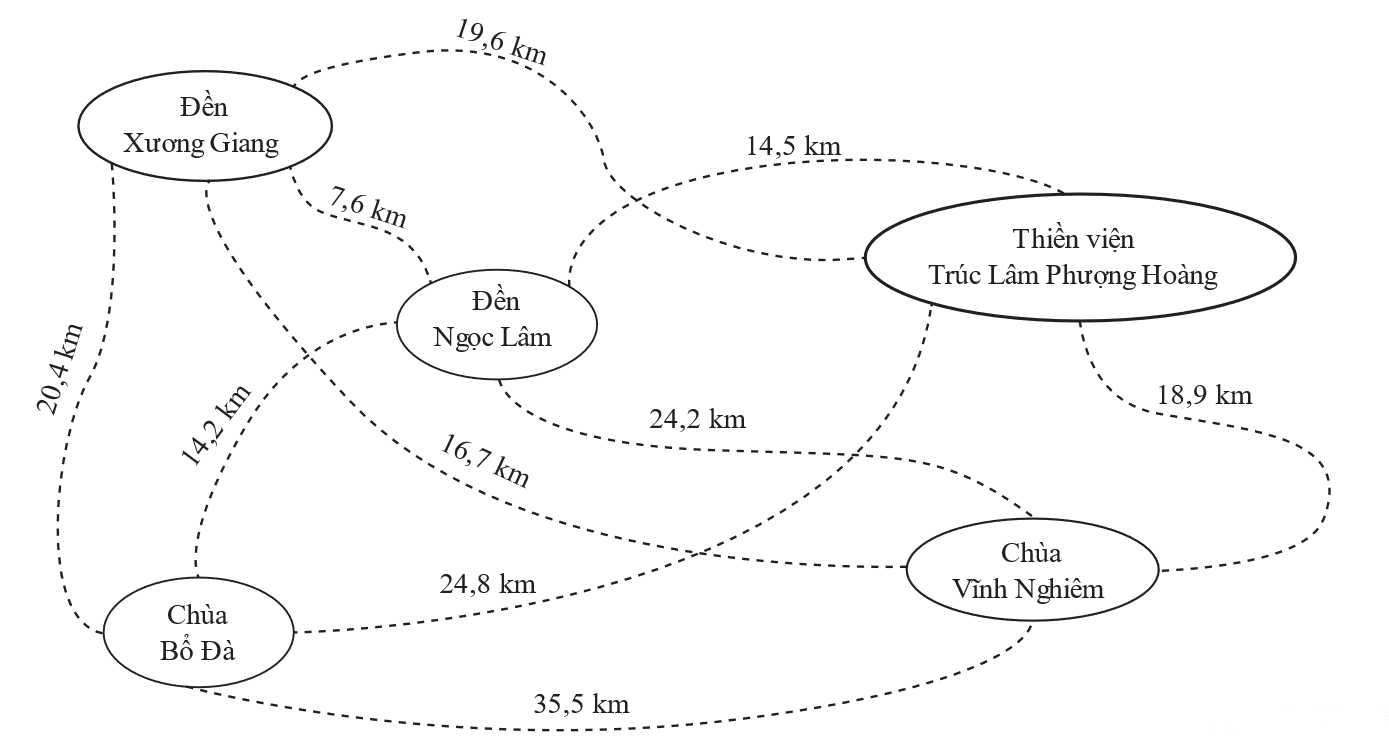 19,6 km
Đền
Xương Giang
14,5 km
7,6 km
Thiền viện
Trúc Lâm Phượng Hoàng
Đền
Ngọc Lâm
20,4 km
14,2 km
24,2 km
18,9 km
16,7 km
Chùa
Vĩnh Nghiêm
24,8 km
Chùa
Bổ Đà
35,5 km